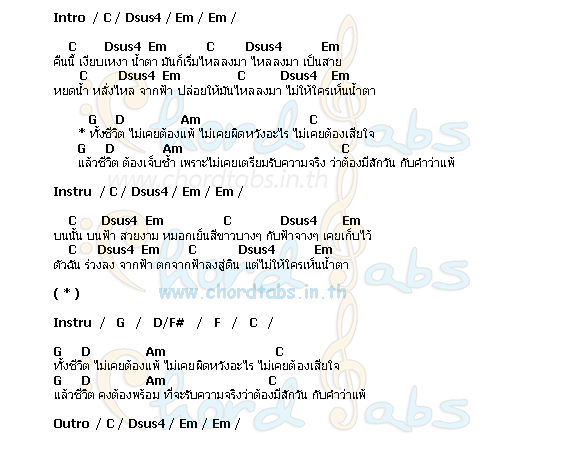 Intro / C / Dsus4 / Em / Em /
C Dsus4 Em C Dsus4 Em
คืนนี้ เงียบเหงา น้ำตา มันก็เริ่มไหลลงมา ไหลลงมา เป็นสาย
C Dsus4 Em C Dsus4 Em
หยดน้ำ หลั่งไหล จากฟ้า ปล่อยให้มันไหลลงมา ไม่ให้ใครเห็นน้ำตา
G D Am C
* ทั้งชีวิต ไม่เคยต้องแพ้ ไม่เคยผิดหวังอะไร ไม่เคยต้องเสียใจ
G D Am C
แล้วชีวิต ต้องเจ็บช้ำ เพราะไม่เคยเตรียมรับความจริง ว่าต้องมีสักวัน กับคำว่าแพ้
www.chordtabs.in.th
Instru / C / Dsus4 / Em / Em /
C Dsus4 Em C Dsus4 Em
บนนั้น บนฟ้า สวยงาม หมอกเย็นสีขาวบางๆ กับฟ้าจางๆ เคยเก็บไว้
C Dsus4 Em C Dsus4 Em
ตัวฉัน ร่วงลง จากฟ้า ตกจากฟ้าลงสู่ดิน แต่ไม่ให้ใครเห็นน้ำตา
( * )
www.chordtabs.in.th
Instru / G / D/F# / F / C /
G D Am C
ทั้งชีวิต ไม่เคยต้องแพ้ ไม่เคยผิดหวังอะไร ไม่เคยต้องเสียใจ
G D Am C
แล้วชีวิต คงต้องพร้อม ที่จะรับความจริงว่าต้องมีสักวัน กับคำว่าแพ้
Outro / C / Dsus4 / Em / Em /